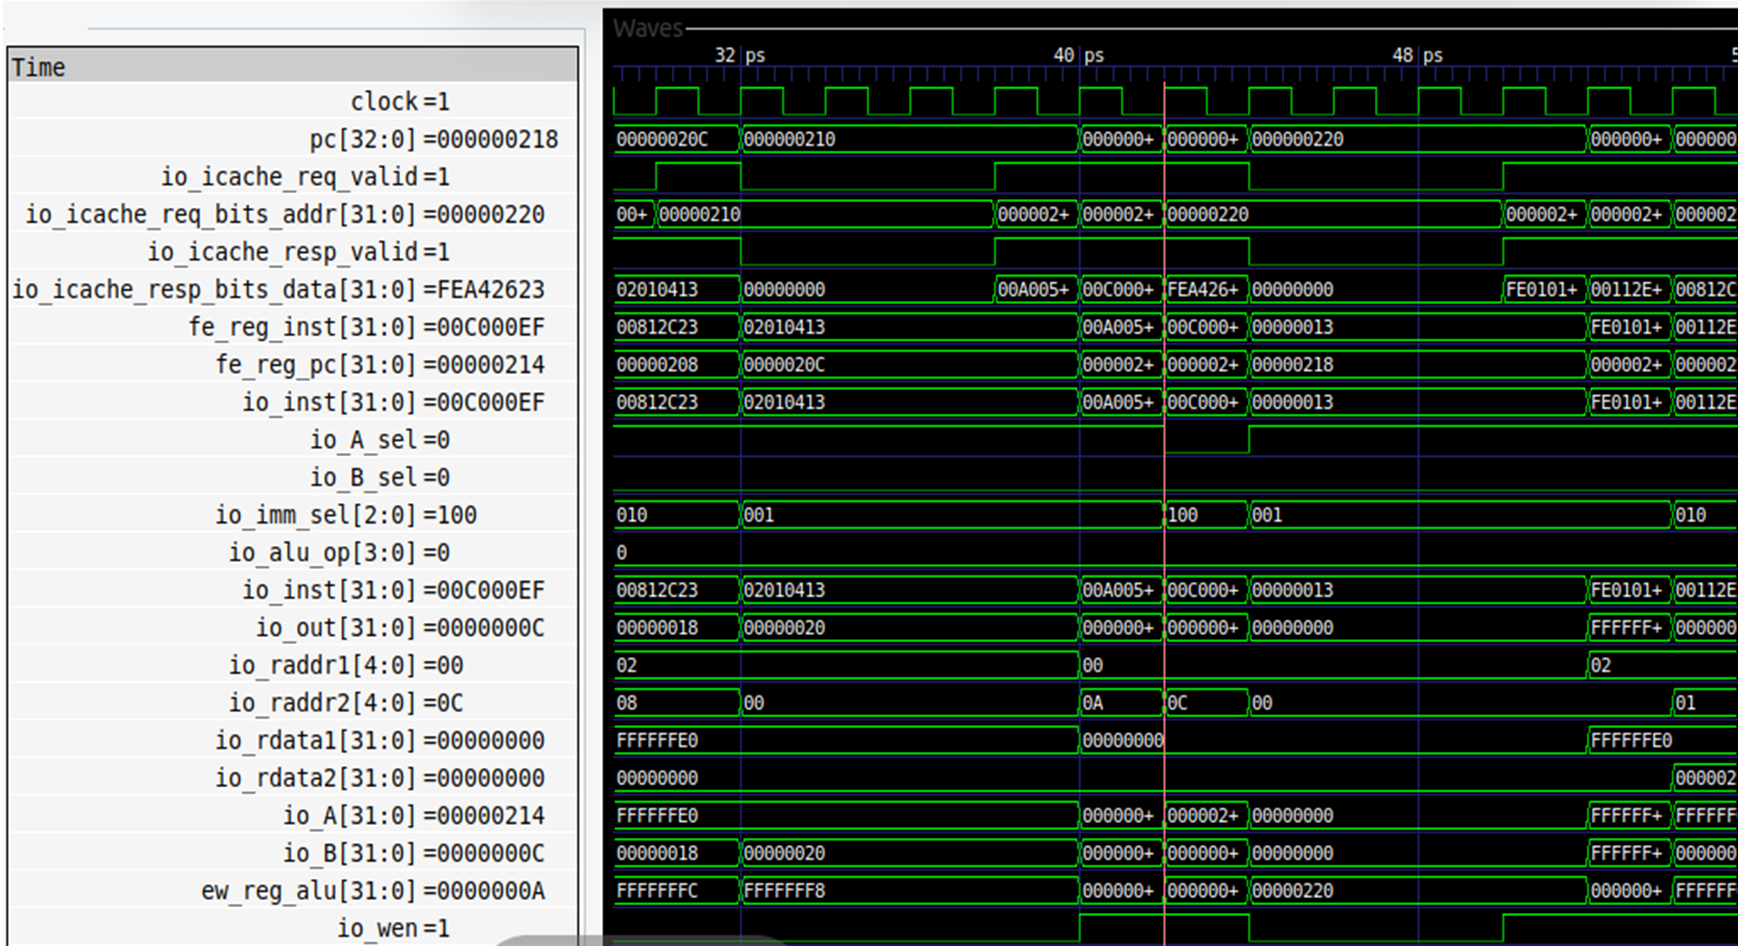 Waves
32 ps 40 ps 48 ps 5
Time
clock =1
pc[32:0] =000000218 00000020C 000000210 000000+ 000000+ 000000220 000000+ 000000
io_icache_req_valid =1
io_icache_req_bits_addr[31:0] =00000220 00+ 00000210 000002+ 000002+ 00000220 000002+ 000002+ 000002
io_icache_resp_valid =1
io_icache_resp_bits_data[31:0] =FEA42623 02010413 00000000 00A005+ 00C000+ FEA426+ 00000000 FE0101+ 00112E+ 00812C
fe_reg_inst[31:0] =00C000EF 00812C23 02010413 00A005+ 00C000+ 00000013 FE0101+ 00112E
fe_reg_pc[31:0] =00000214 00000208 0000020C 000002+ 000002+ 00000218 000002+ 000002
io_inst[31:0] =00C000EF 00812C23 02010413 00A005+ 00C000+ 00000013 FE0101+ 00112E
io_A_sel =0
io_B_sel =0
io_imm_sel[2:0] =100 010 001 100 001 010
io_alu_op[3:0] =0 0
io_inst[31:0] =00C000EF 00812C23 02010413 00A005+ 00C000+ 00000013 FE0101+ 00112E
io_out[31:0] =0000000C 00000018 00000020 000000+ 000000+ 00000000 FFFFFF+ 000000
io_raddr1[4:0] =00 02 00 02
io_raddr2[4:0] =0C 08 00 0A 0C 00 01
io_rdata1[31:0] =00000000 FFFFFFE0 00000000 FFFFFFE0
io_rdata2[31:0] =00000000 00000000 000002
io_A[31:0] =00000214 FFFFFFE0 000000+ 000002+ 00000000 FFFFFF+ FFFFFF
io_B[31:0] =0000000C 00000018 00000020 000000+ 000000+ 00000000 FFFFFF+ 000000
ew_reg_alu[31:0] =0000000A FFFFFFFC FFFFFFF8 000000+ 000000+ 00000220 000000+ FFFFFF
io_wen =1